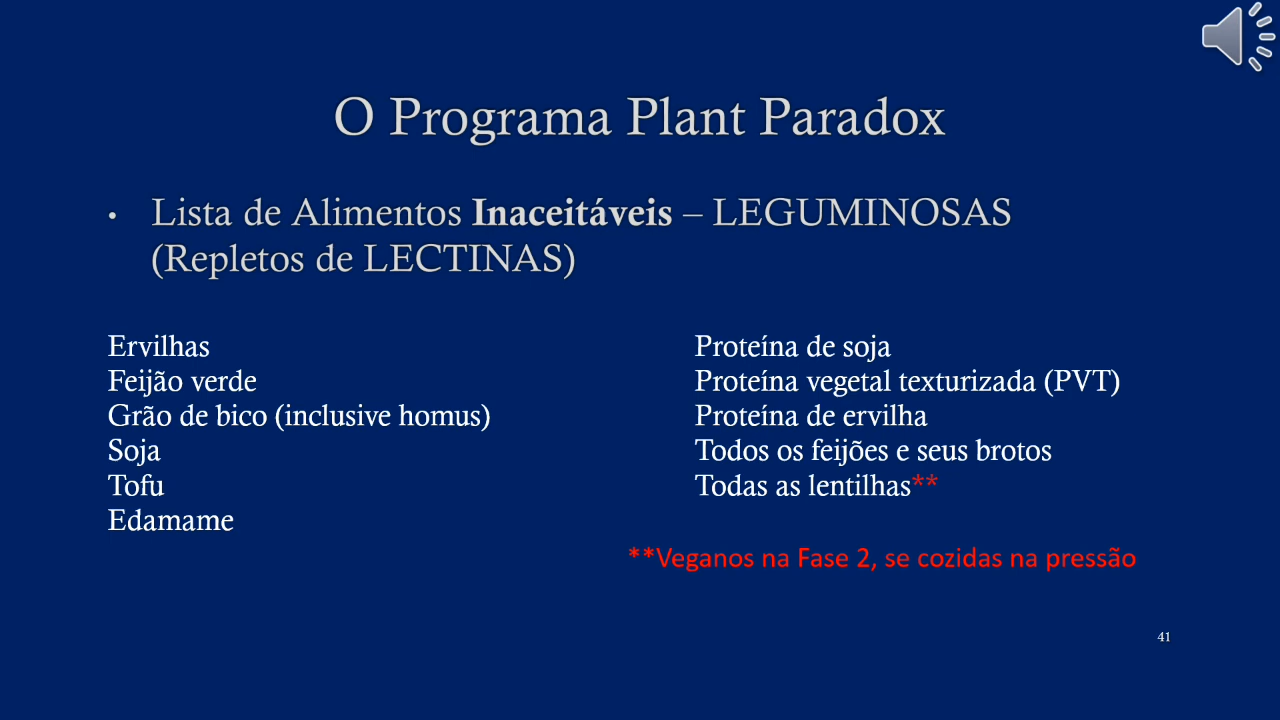 O Programa Plant Paradox
• Lista de Alimentos Inaceitáveis – LEGUMINOSAS
(Repletos de LECTINAS)
Ervilhas
Feijão verde
Grão de bico (inclusive homus)
Soja
Tofu
Edamame
Proteína de soja
Proteína vegetal texturizada (PVT)
Proteína de ervilha
Todos os feijões e seus brotos
Todas as lentilhas**
**Veganos na Fase 2, se cozidas na pressão
41